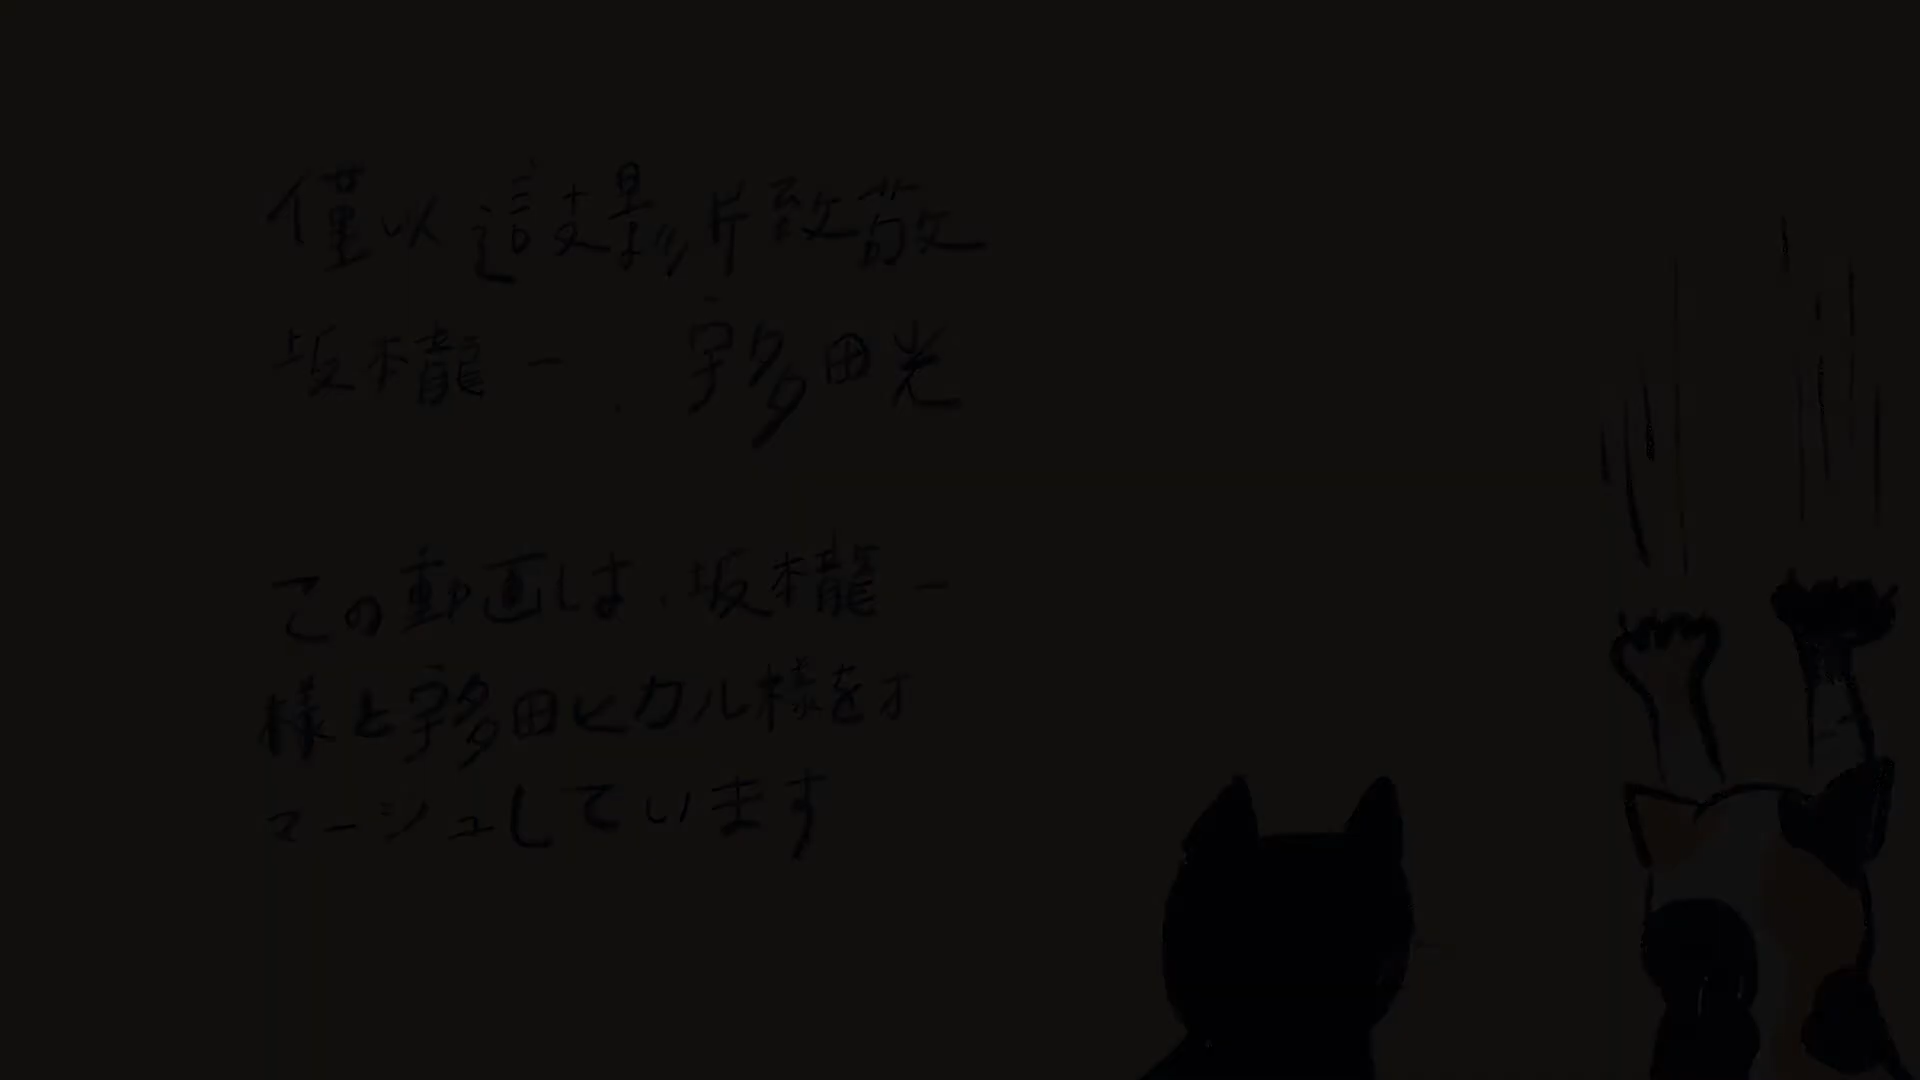 僅以這支影片致敬
坂本龍一、宇多田光
この動画は、坂本龍一
様と宇多田ヒカル様をオ
マージュしています